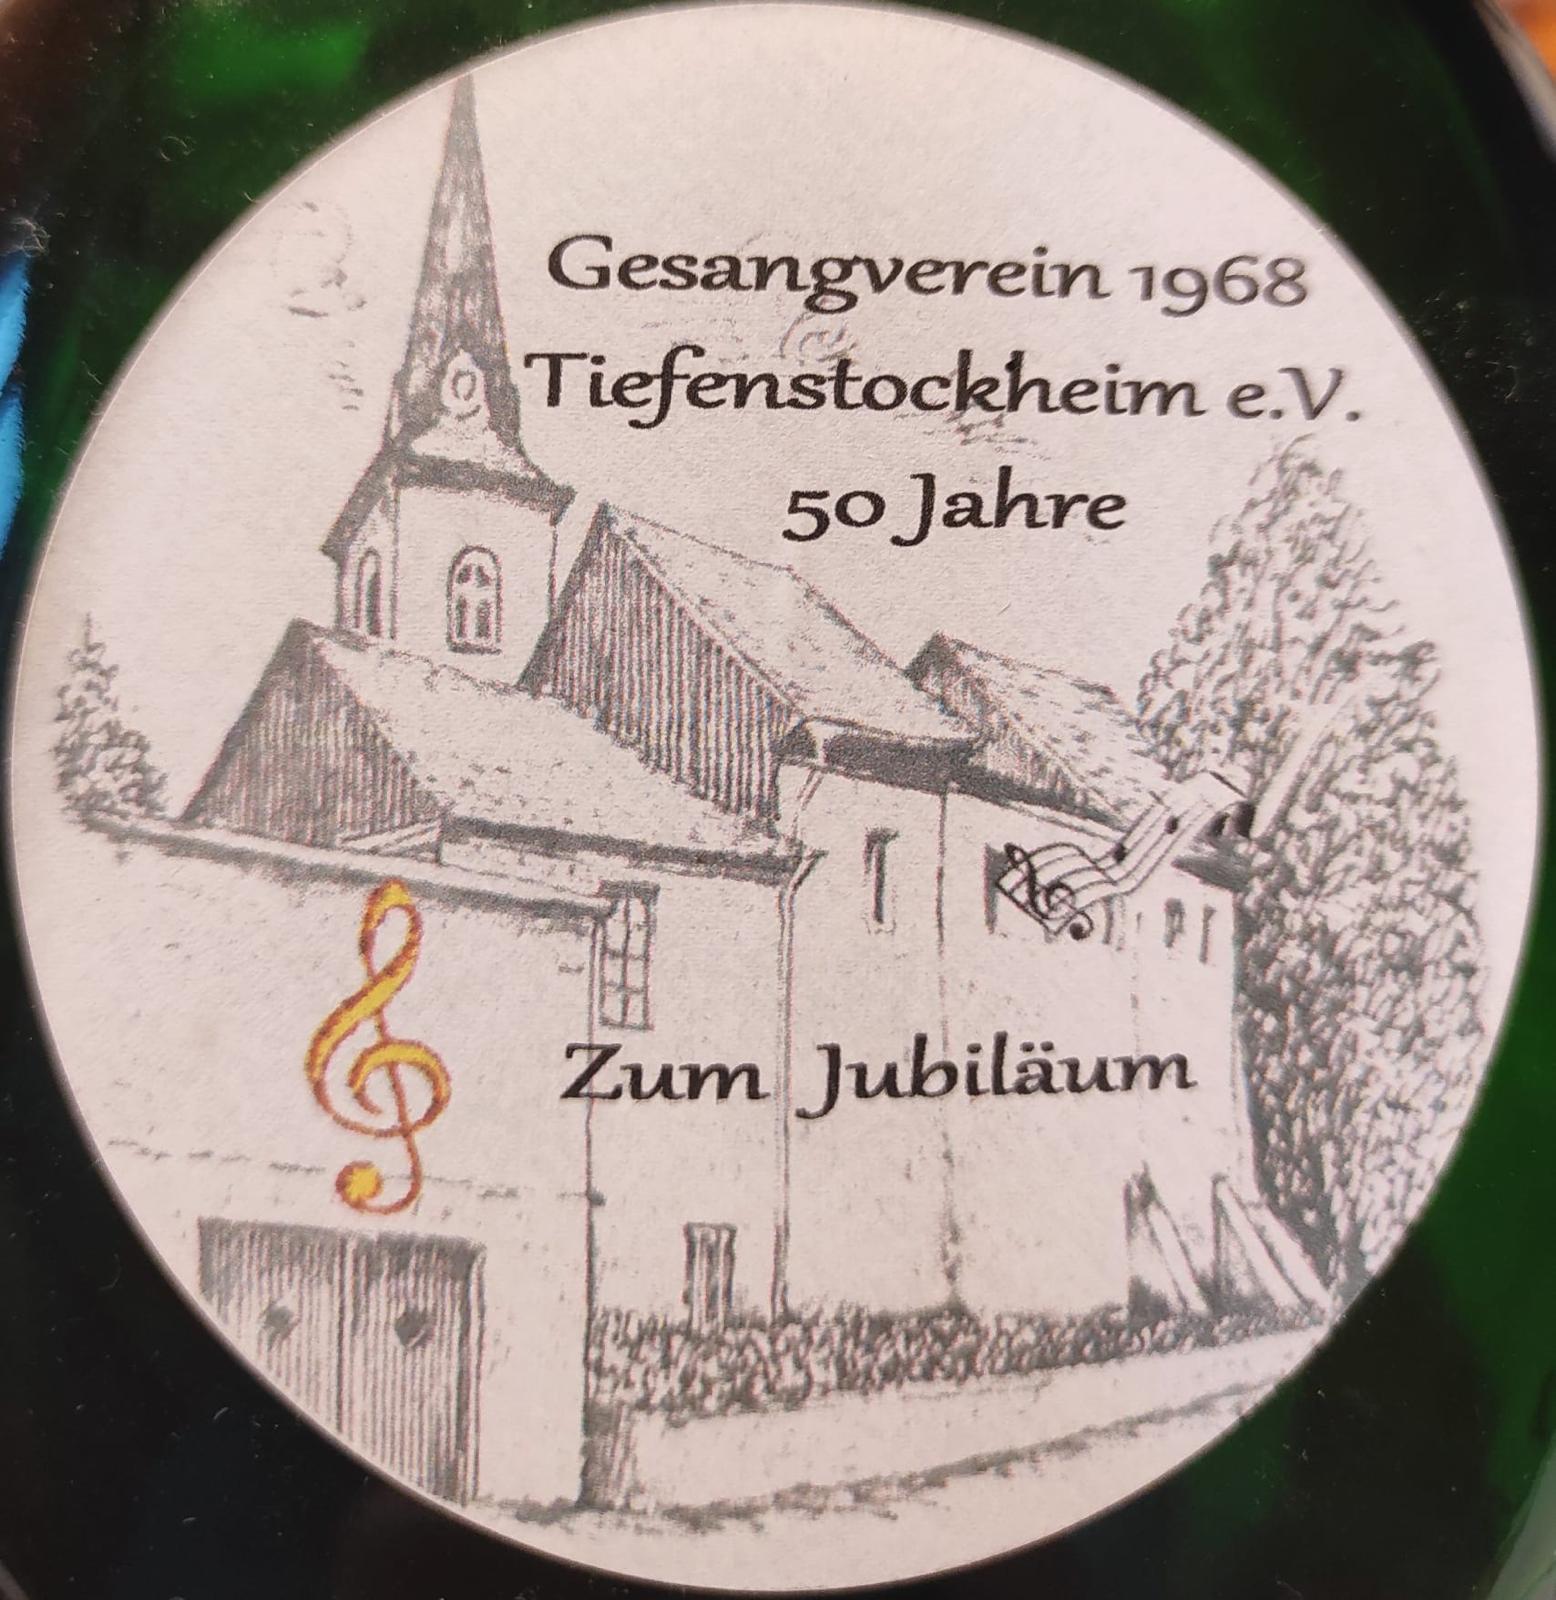 Gesangverein 1968
Tiefenstockheim e.V.
50 Jahre
Zum Jubiläum